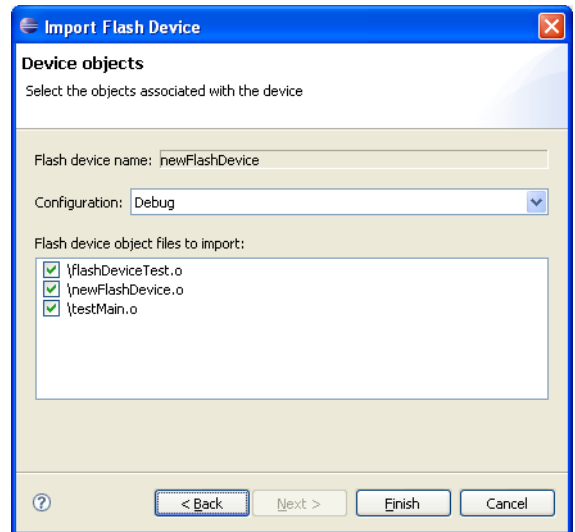 Import Flash Device
Device objects
Select the objects associated with the device
Flash device name: newFlashDevice
Configuration: Debug
Flash device object files to import:
\flashDeviceTest.o
\newFlashDevice.o
\testMain.o
? < Back Next > Finish Cancel